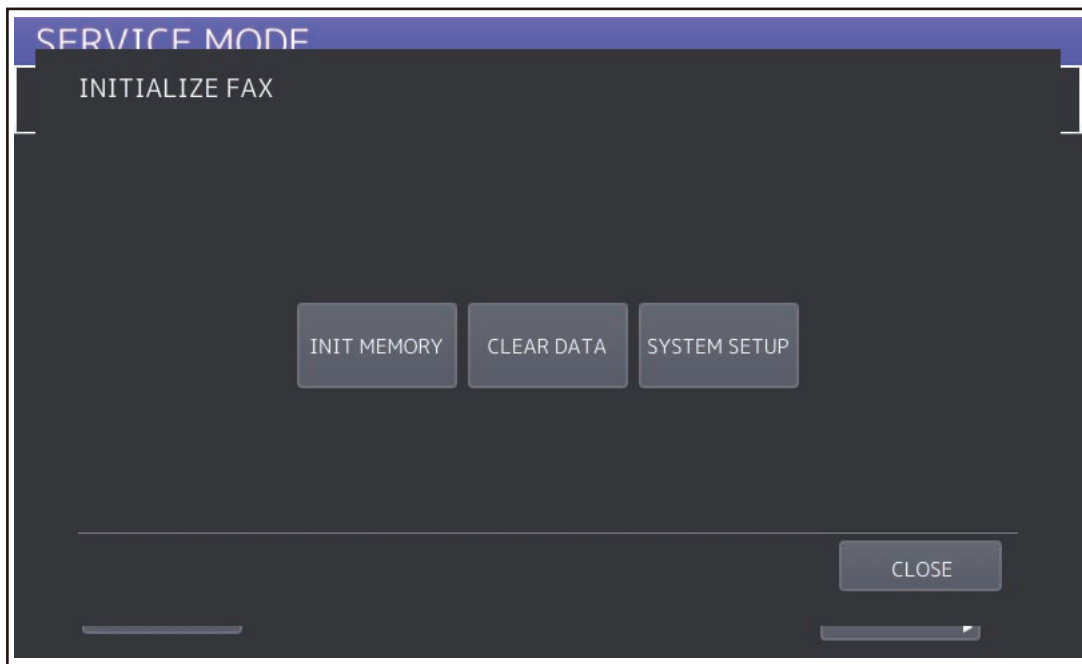 SERVICE MODE
INITIALIZE FAX
INIT MEMORY
CLEAR DATA
SYSTEM SETUP
CLOSE